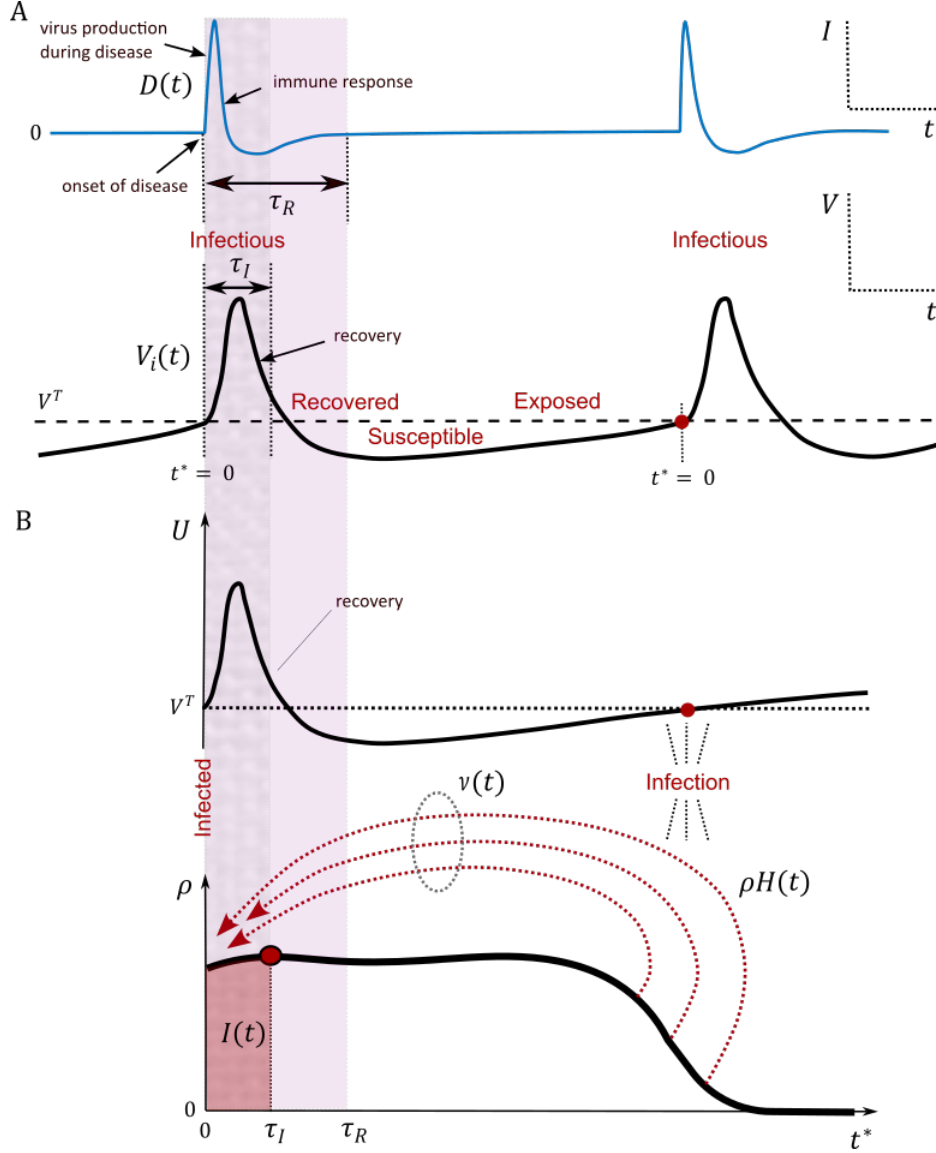 A
virus production
during disease
D(t)
immune response
I
t
0
onset of disease
τ_R
V
t
Infectious
Infectious
τ_I
V_i(t)
recovery
V^T
Recovered
Exposed
Susceptible
t* = 0
t* = 0
B
U
recovery
V^T
Infected
ν(t)
Infection
ρ
ρH(t)
I(t)
0
0
τ_I
τ_R
t*